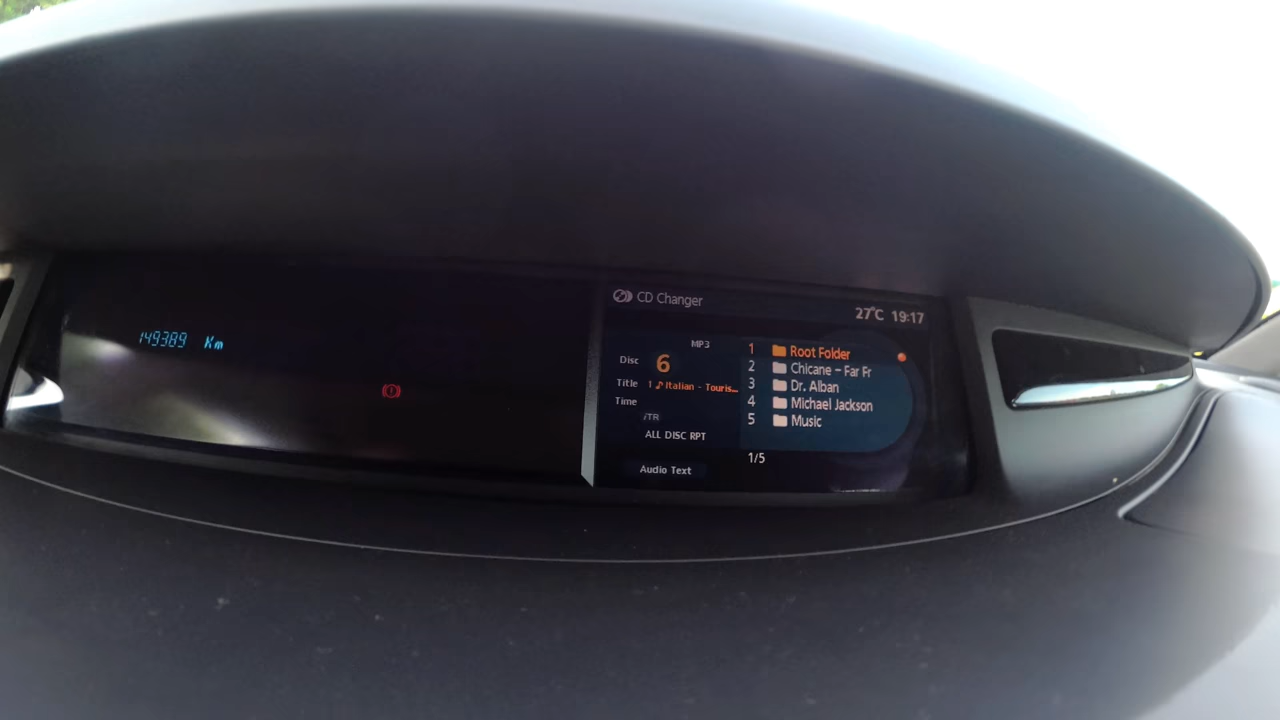 149389 Km
CD Changer
27°C 19:17
MP3
Disc 6
Title 1 ♪ Italian - Touris...
Time
iTR
ALL DISC RPT
Audio Text
1 Root Folder
2 Chicane - Far Fr
3 Dr. Alban
4 Michael Jackson
5 Music
1/5